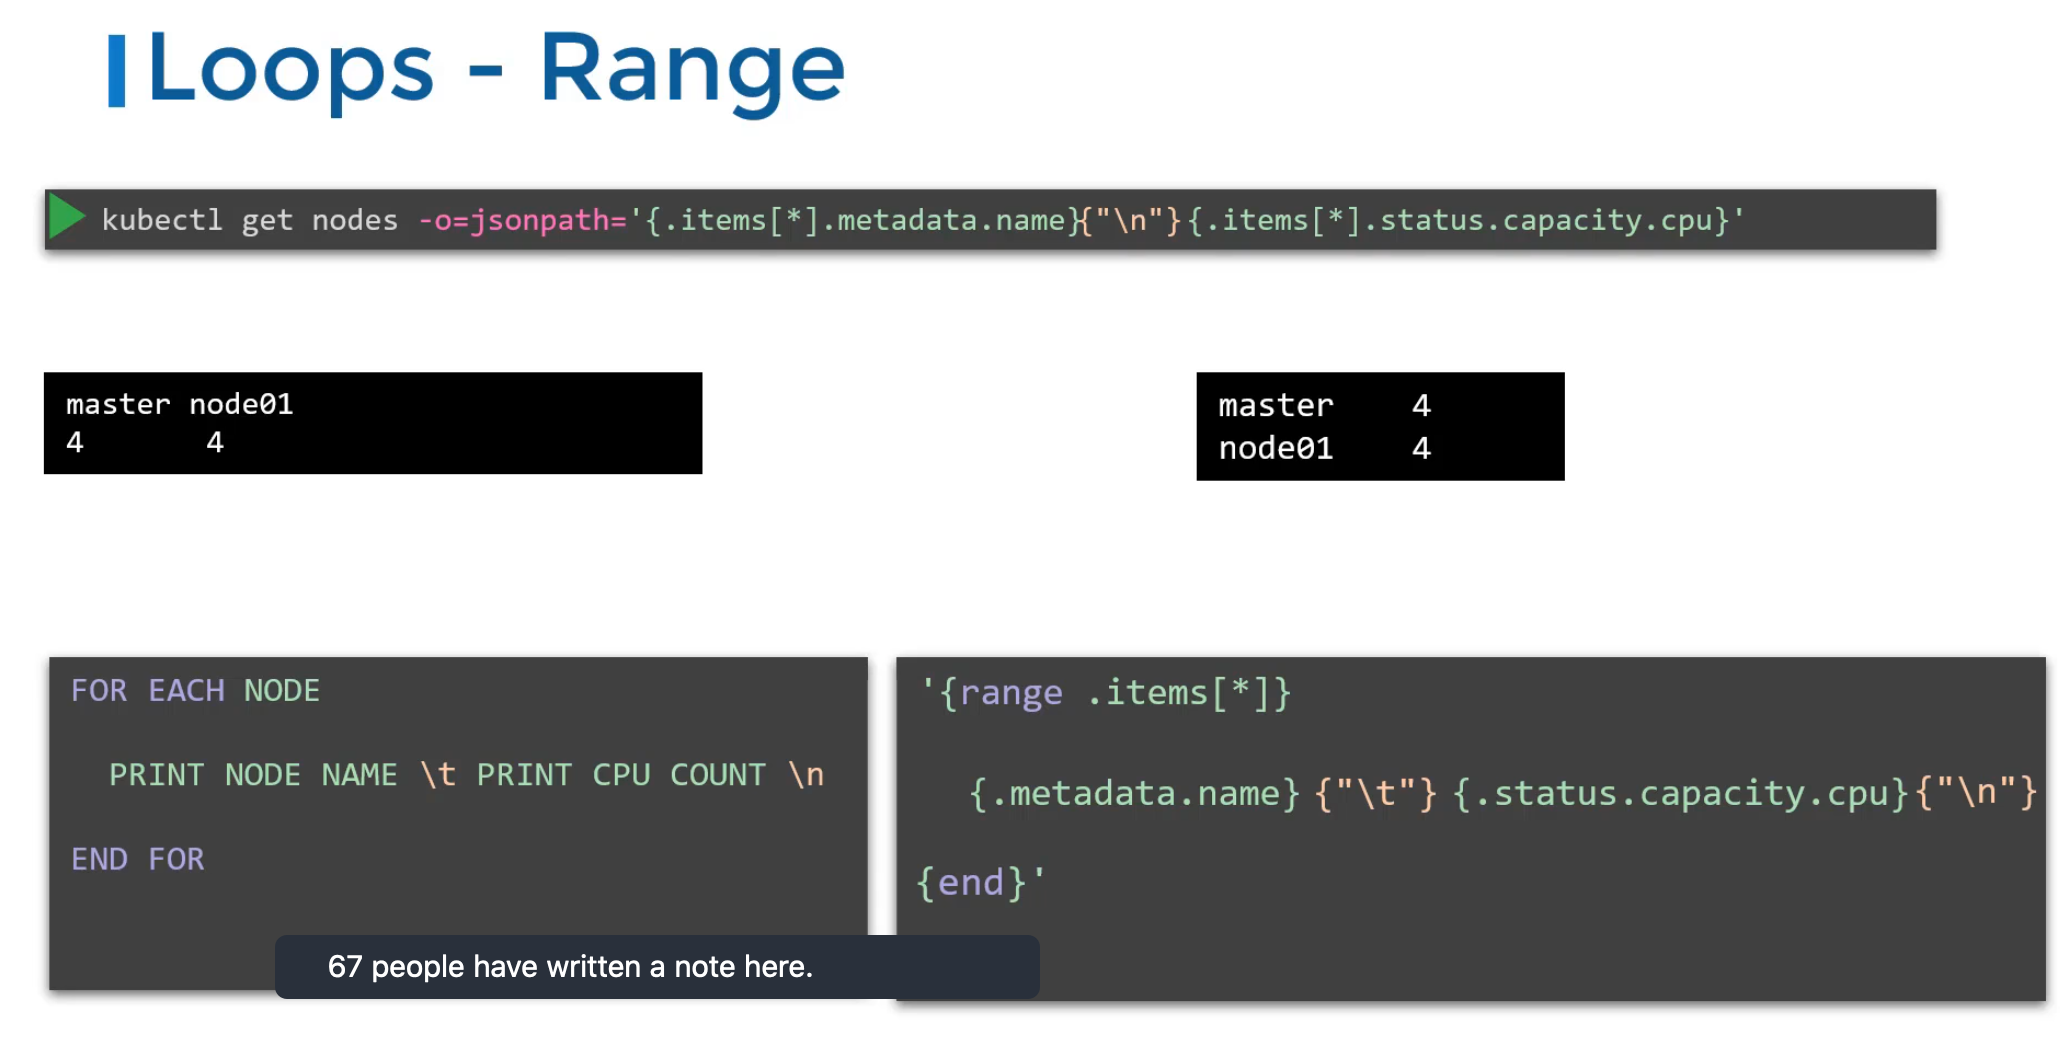 Loops - Range
kubectl get nodes -o=jsonpath='{.items[*].metadata.name}{"\n"}{.items[*].status.capacity.cpu}'
master node01
4 4
master 4
node01 4
FOR EACH NODE
PRINT NODE NAME \t PRINT CPU COUNT \n
END FOR
'{range .items[*]}
{.metadata.name} {"\t"} {.status.capacity.cpu}{"\n"}
{end}'
67 people have written a note here.